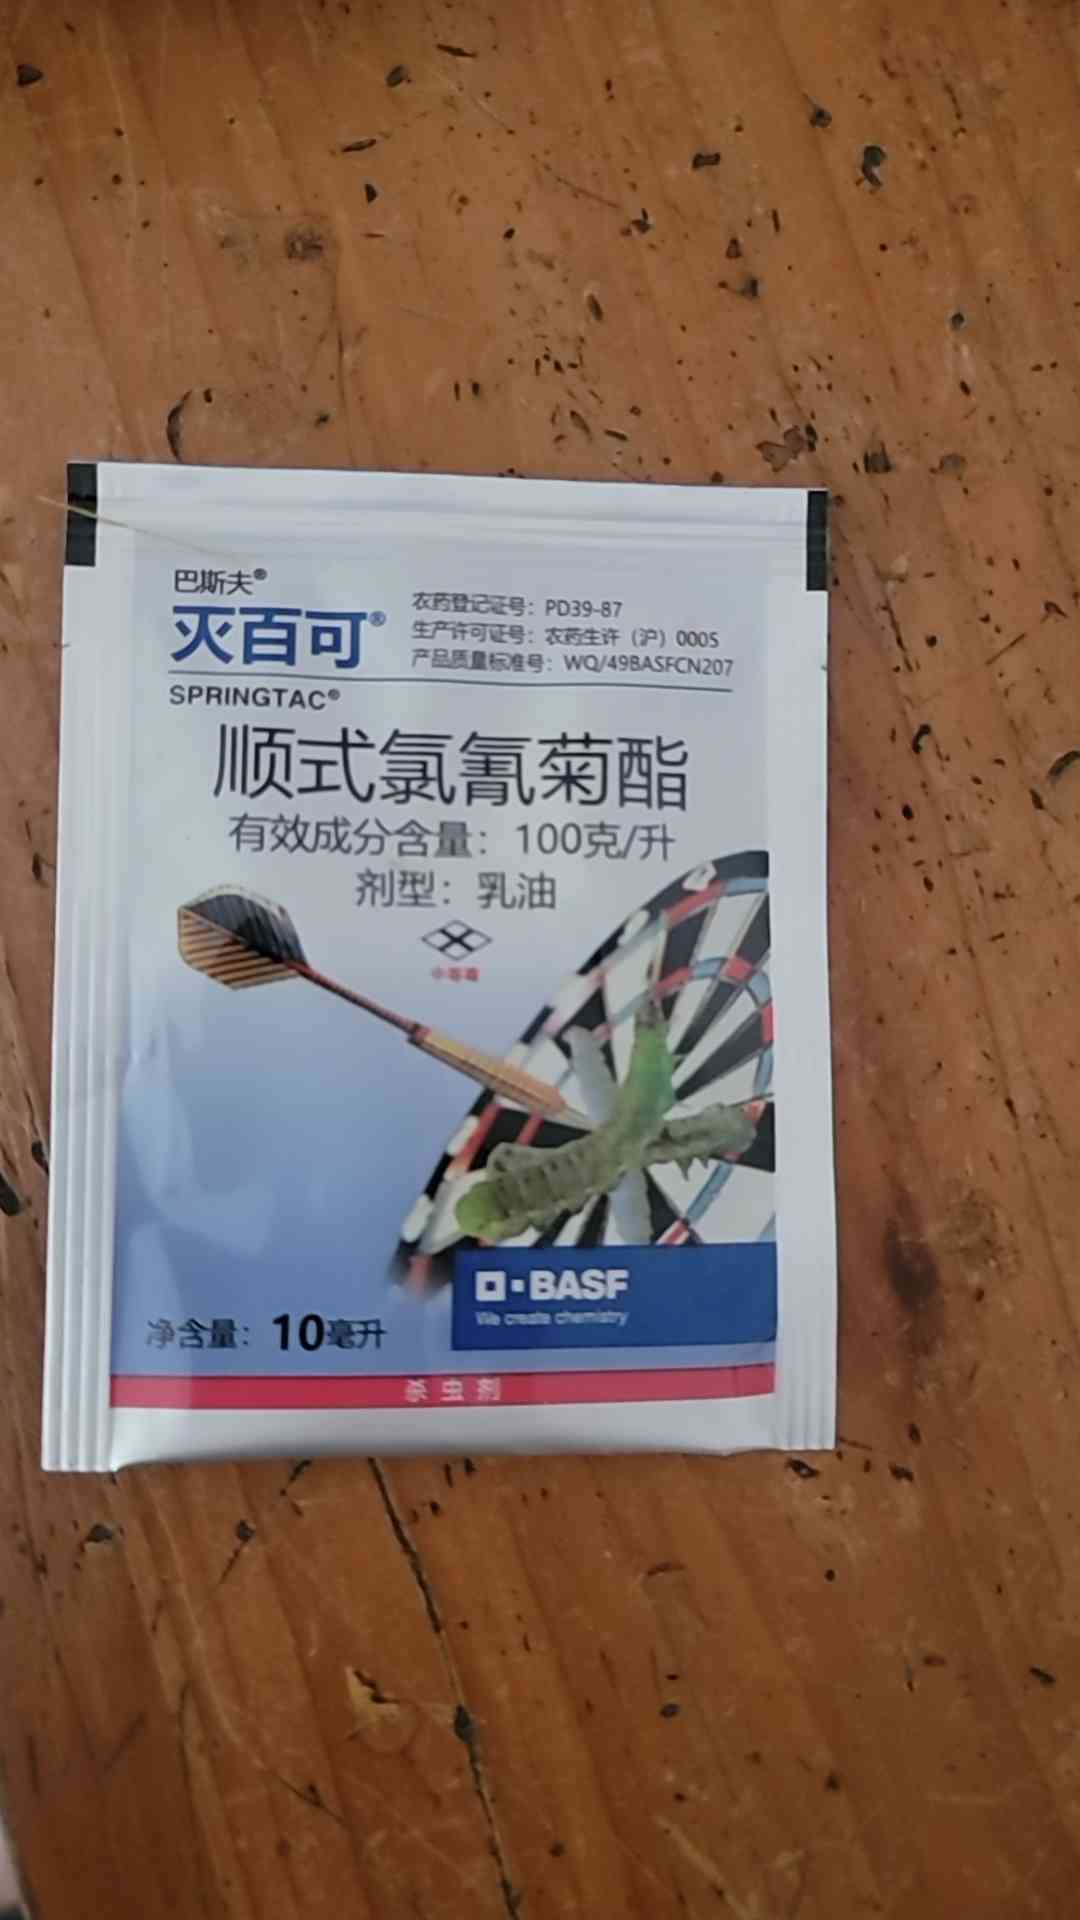 巴斯夫®
灭百可®
SPRINGTAC®
农药登记证号：PD39-87
生产许可证号：农药生许（沪）0005
产品质量标准号：WQ/49BASFCN207
顺式氯氰菊酯
有效成分含量：100克/升
剂型：乳油
中等毒
BASF
We create chemistry
净含量：10毫升
杀虫剂